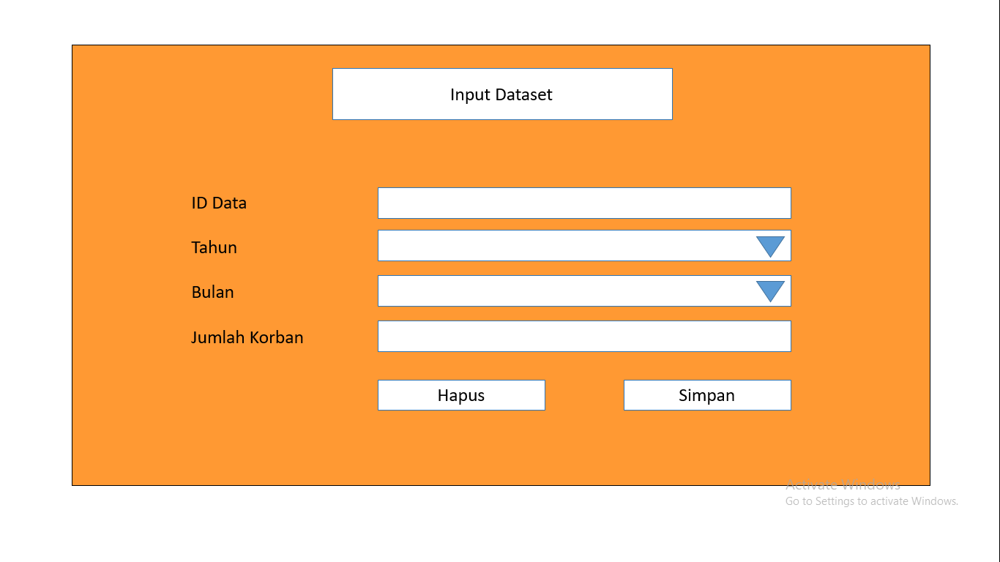 Input Dataset
ID Data
Tahun
Bulan
Jumlah Korban
Hapus
Simpan
Activate Windows
Go to Settings to activate Windows.